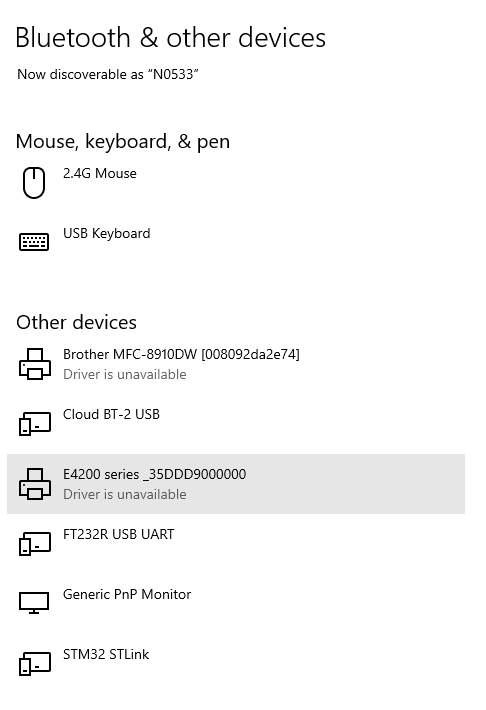 Bluetooth & other devices
Now discoverable as “N0533”
Mouse, keyboard, & pen
2.4G Mouse
USB Keyboard
Other devices
Brother MFC-8910DW [008092da2e74]
Driver is unavailable
Cloud BT-2 USB
E4200 series _35DDD9000000
Driver is unavailable
FT232R USB UART
Generic PnP Monitor
STM32 STLink